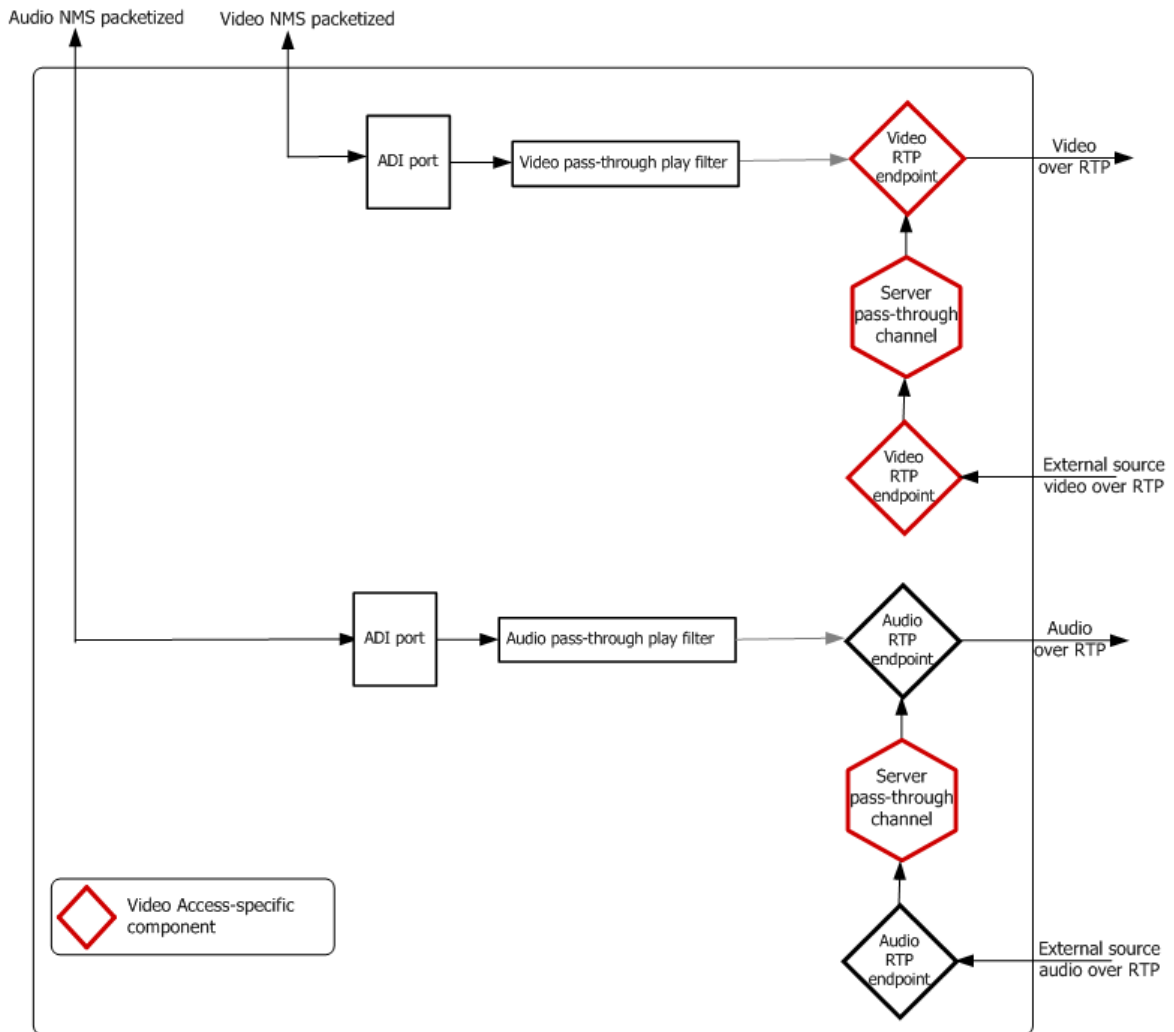 Audio NMS packetized
Video NMS packetized
ADI port
Video pass-through play filter
Video
RTP
endpoint
Video
over RTP
Server
pass-through
channel
Video
RTP
endpoint
External source
video over RTP
ADI port
Audio pass-through play filter
Audio
RTP
endpoint
Audio
over RTP
Server
pass-through
channel
Video Access-specific
component
Audio
RTP
endpoint
External source
audio over RTP